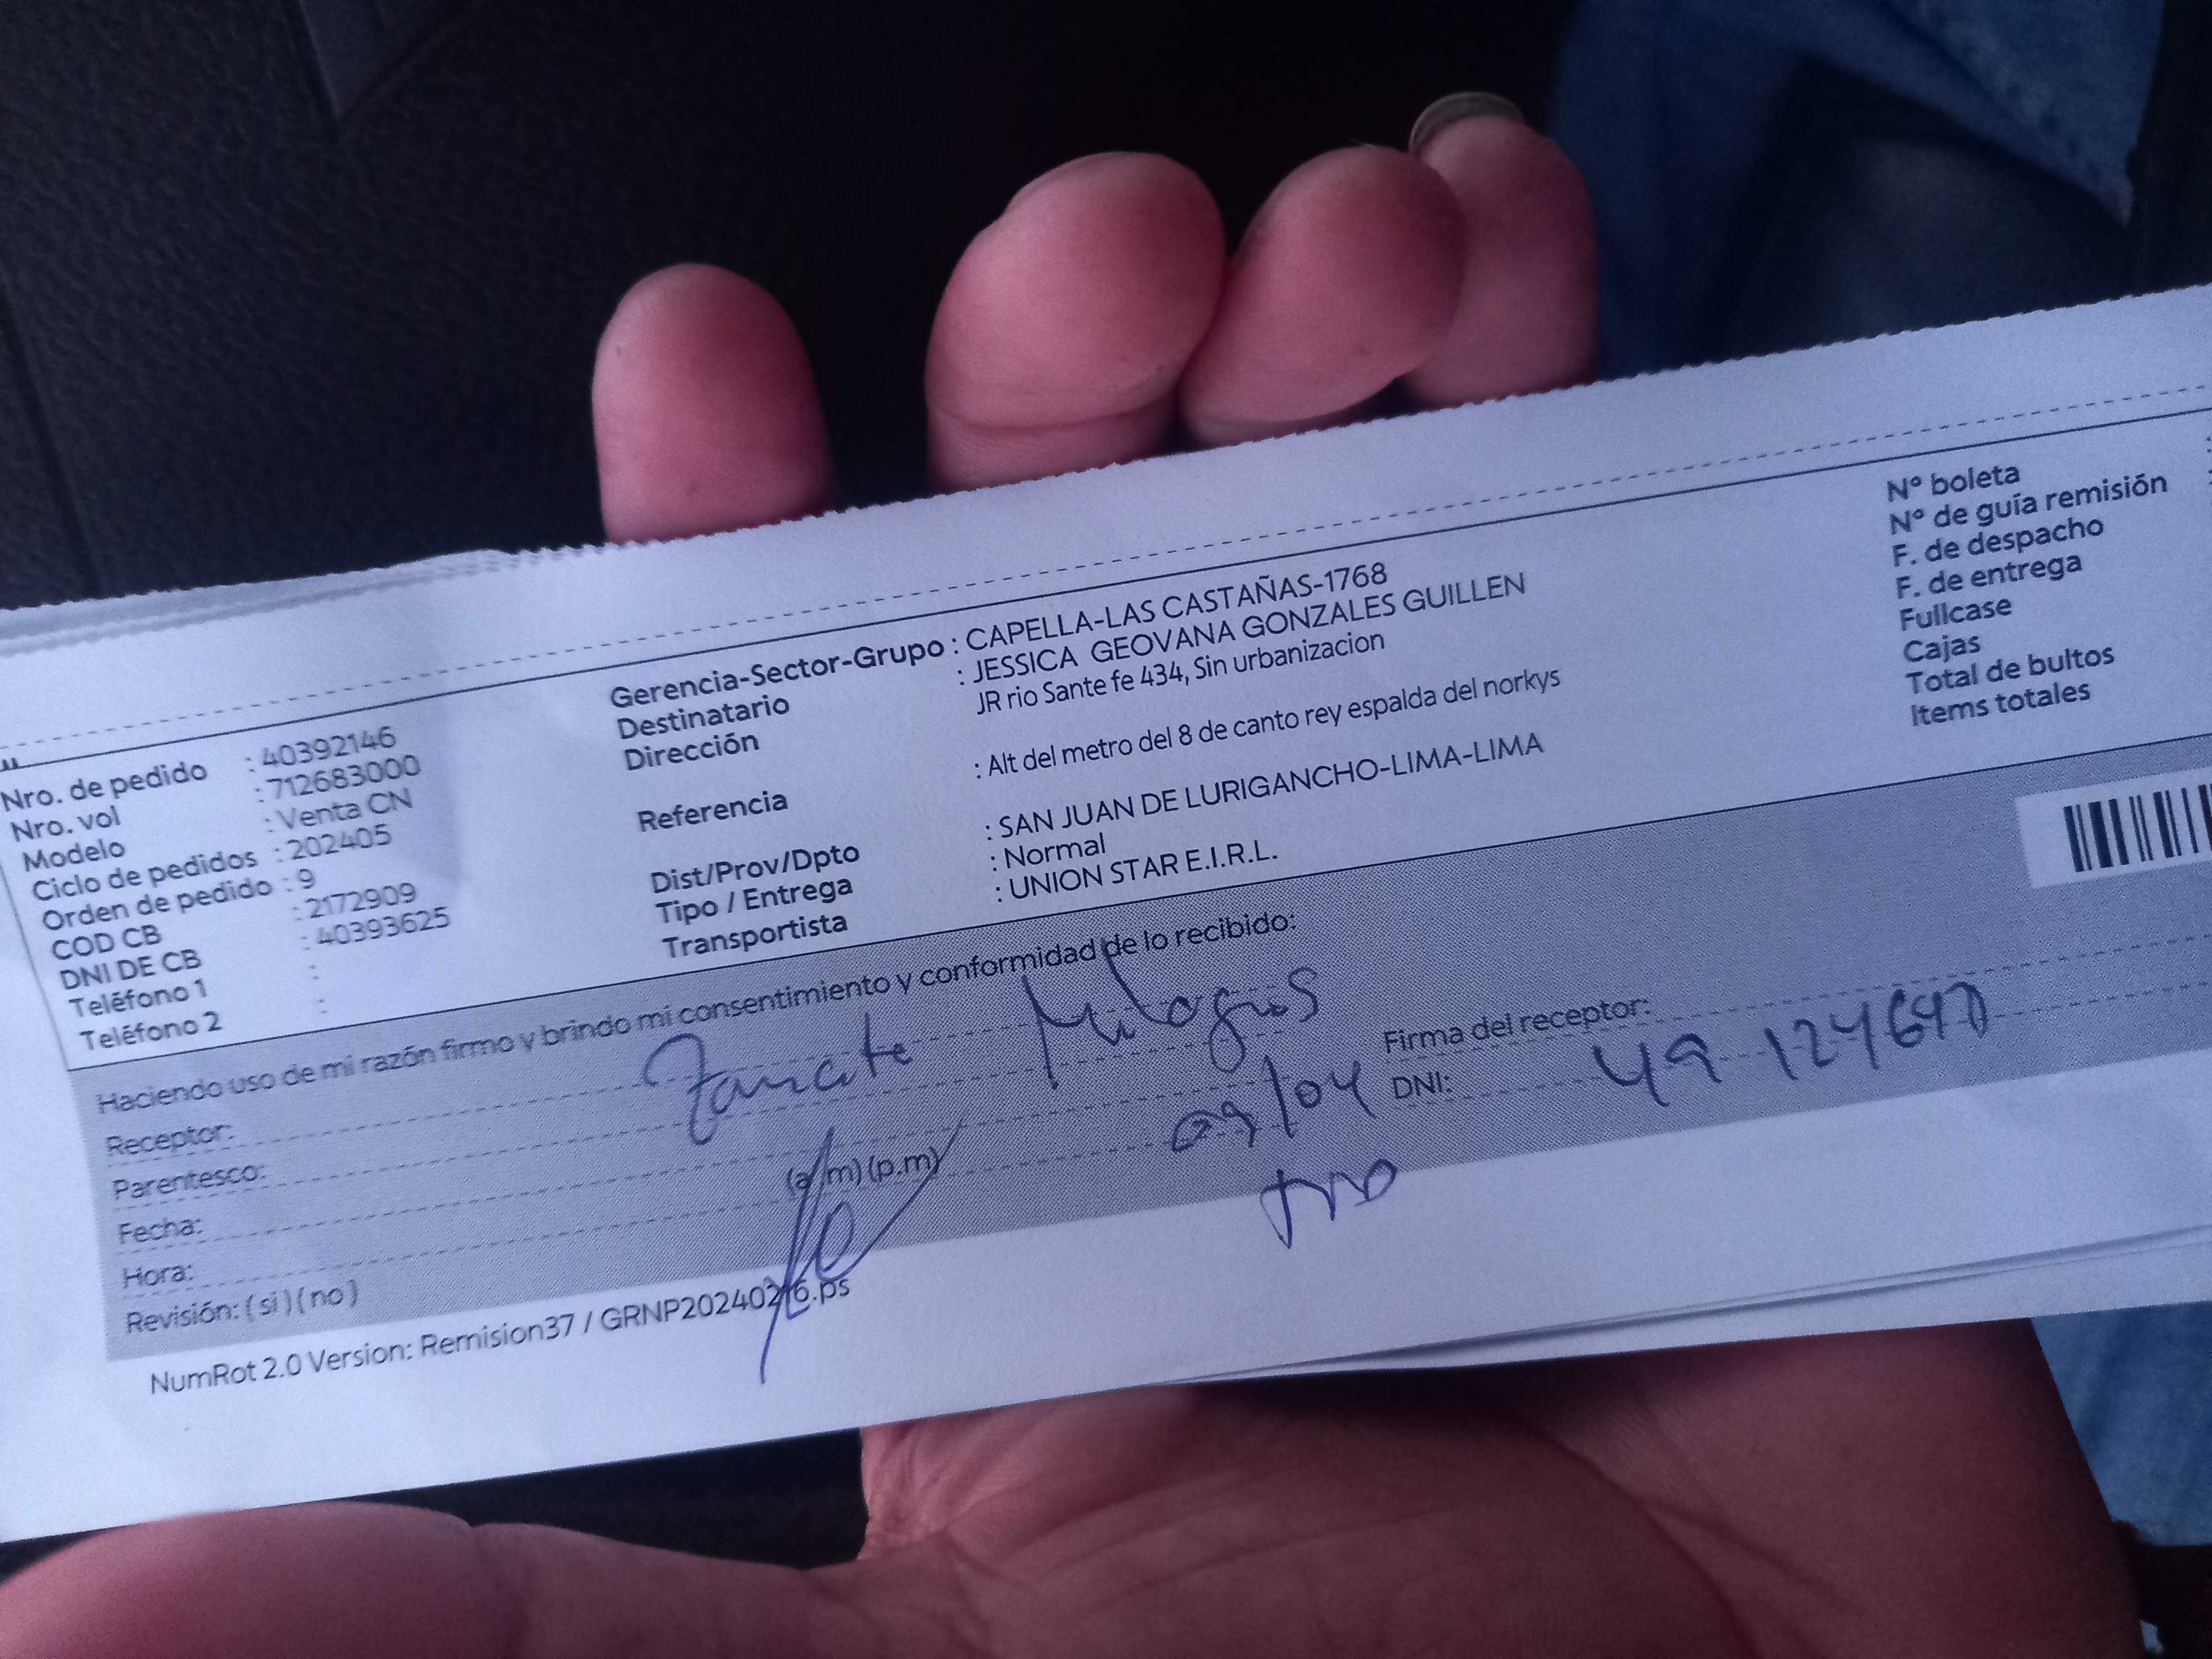 Nro. de pedido : 40392146
Nro. vol : 712683000
Modelo : Venta CN
Ciclo de pedidos : 202405
Orden de pedido : 9
COD CB : 2172909
DNI DE CB : 40393625
Teléfono 1 :
Teléfono 2 :
Gerencia-Sector-Grupo : CAPELLA-LAS CASTAÑAS-1768
Destinatario : JESSICA GEOVANA GONZALES GUILLEN
Dirección JR rio Sante fe 434, Sin urbanizacion
Referencia : Alt del metro del 8 de canto rey espalda del norkys
Dist/Prov/Dpto : SAN JUAN DE LURIGANCHO-LIMA-LIMA
Tipo / Entrega : Normal
Transportista : UNION STAR E.I.R.L.
N° boleta :
N° de guía remisión :
F. de despacho
F. de entrega
Fullcase
Cajas
Total de bultos
Items totales
Haciendo uso de mi razón firmo y brindo mi consentimiento y conformidad de lo recibido:
Receptor: Zarate Milagros
Firma del receptor:
Parentesco:
09/04
DNI: 49124640
Fecha:
(a.m)(p.m)
Hora:
Revisión: (si)(no)
NumRot 2.0 Version: Remision37 / GRNP20240216.ps